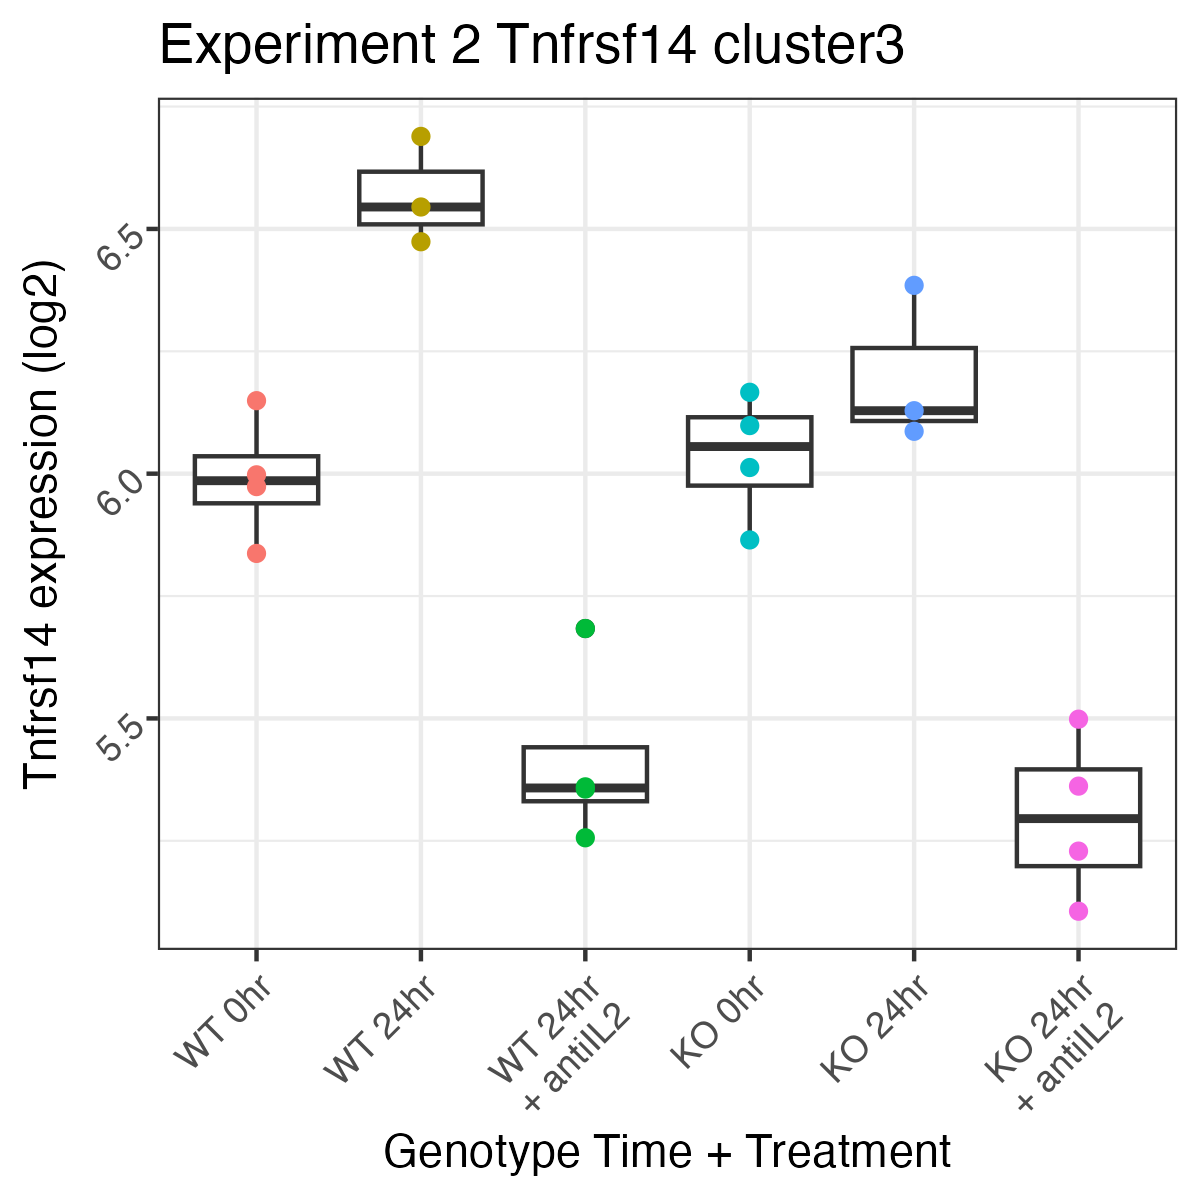 Experiment 2 Tnfrsf14 cluster3
Tnfrsf14 expression (log2)
6.5
6.0
5.5
WT 0hr
WT 24hr
WT 24hr
+ antiIL2
KO 0hr
KO 24hr
KO 24hr
+ antiIL2
Genotype Time + Treatment